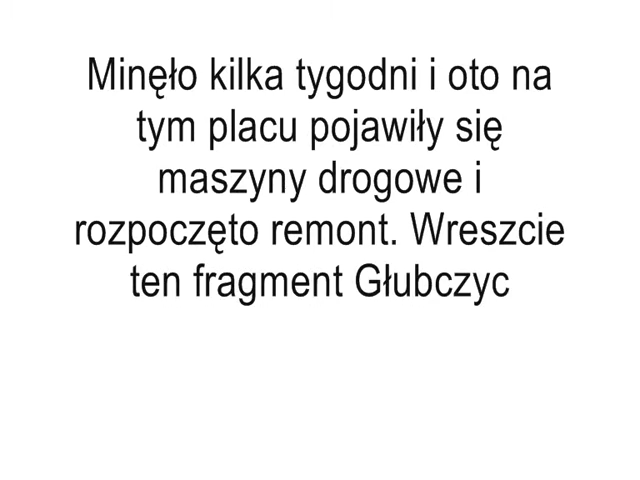 Minęło kilka tygodni i oto na
tym placu pojawiły się
maszyny drogowe i
rozpoczęto remont. Wreszcie
ten fragment Głubczyc